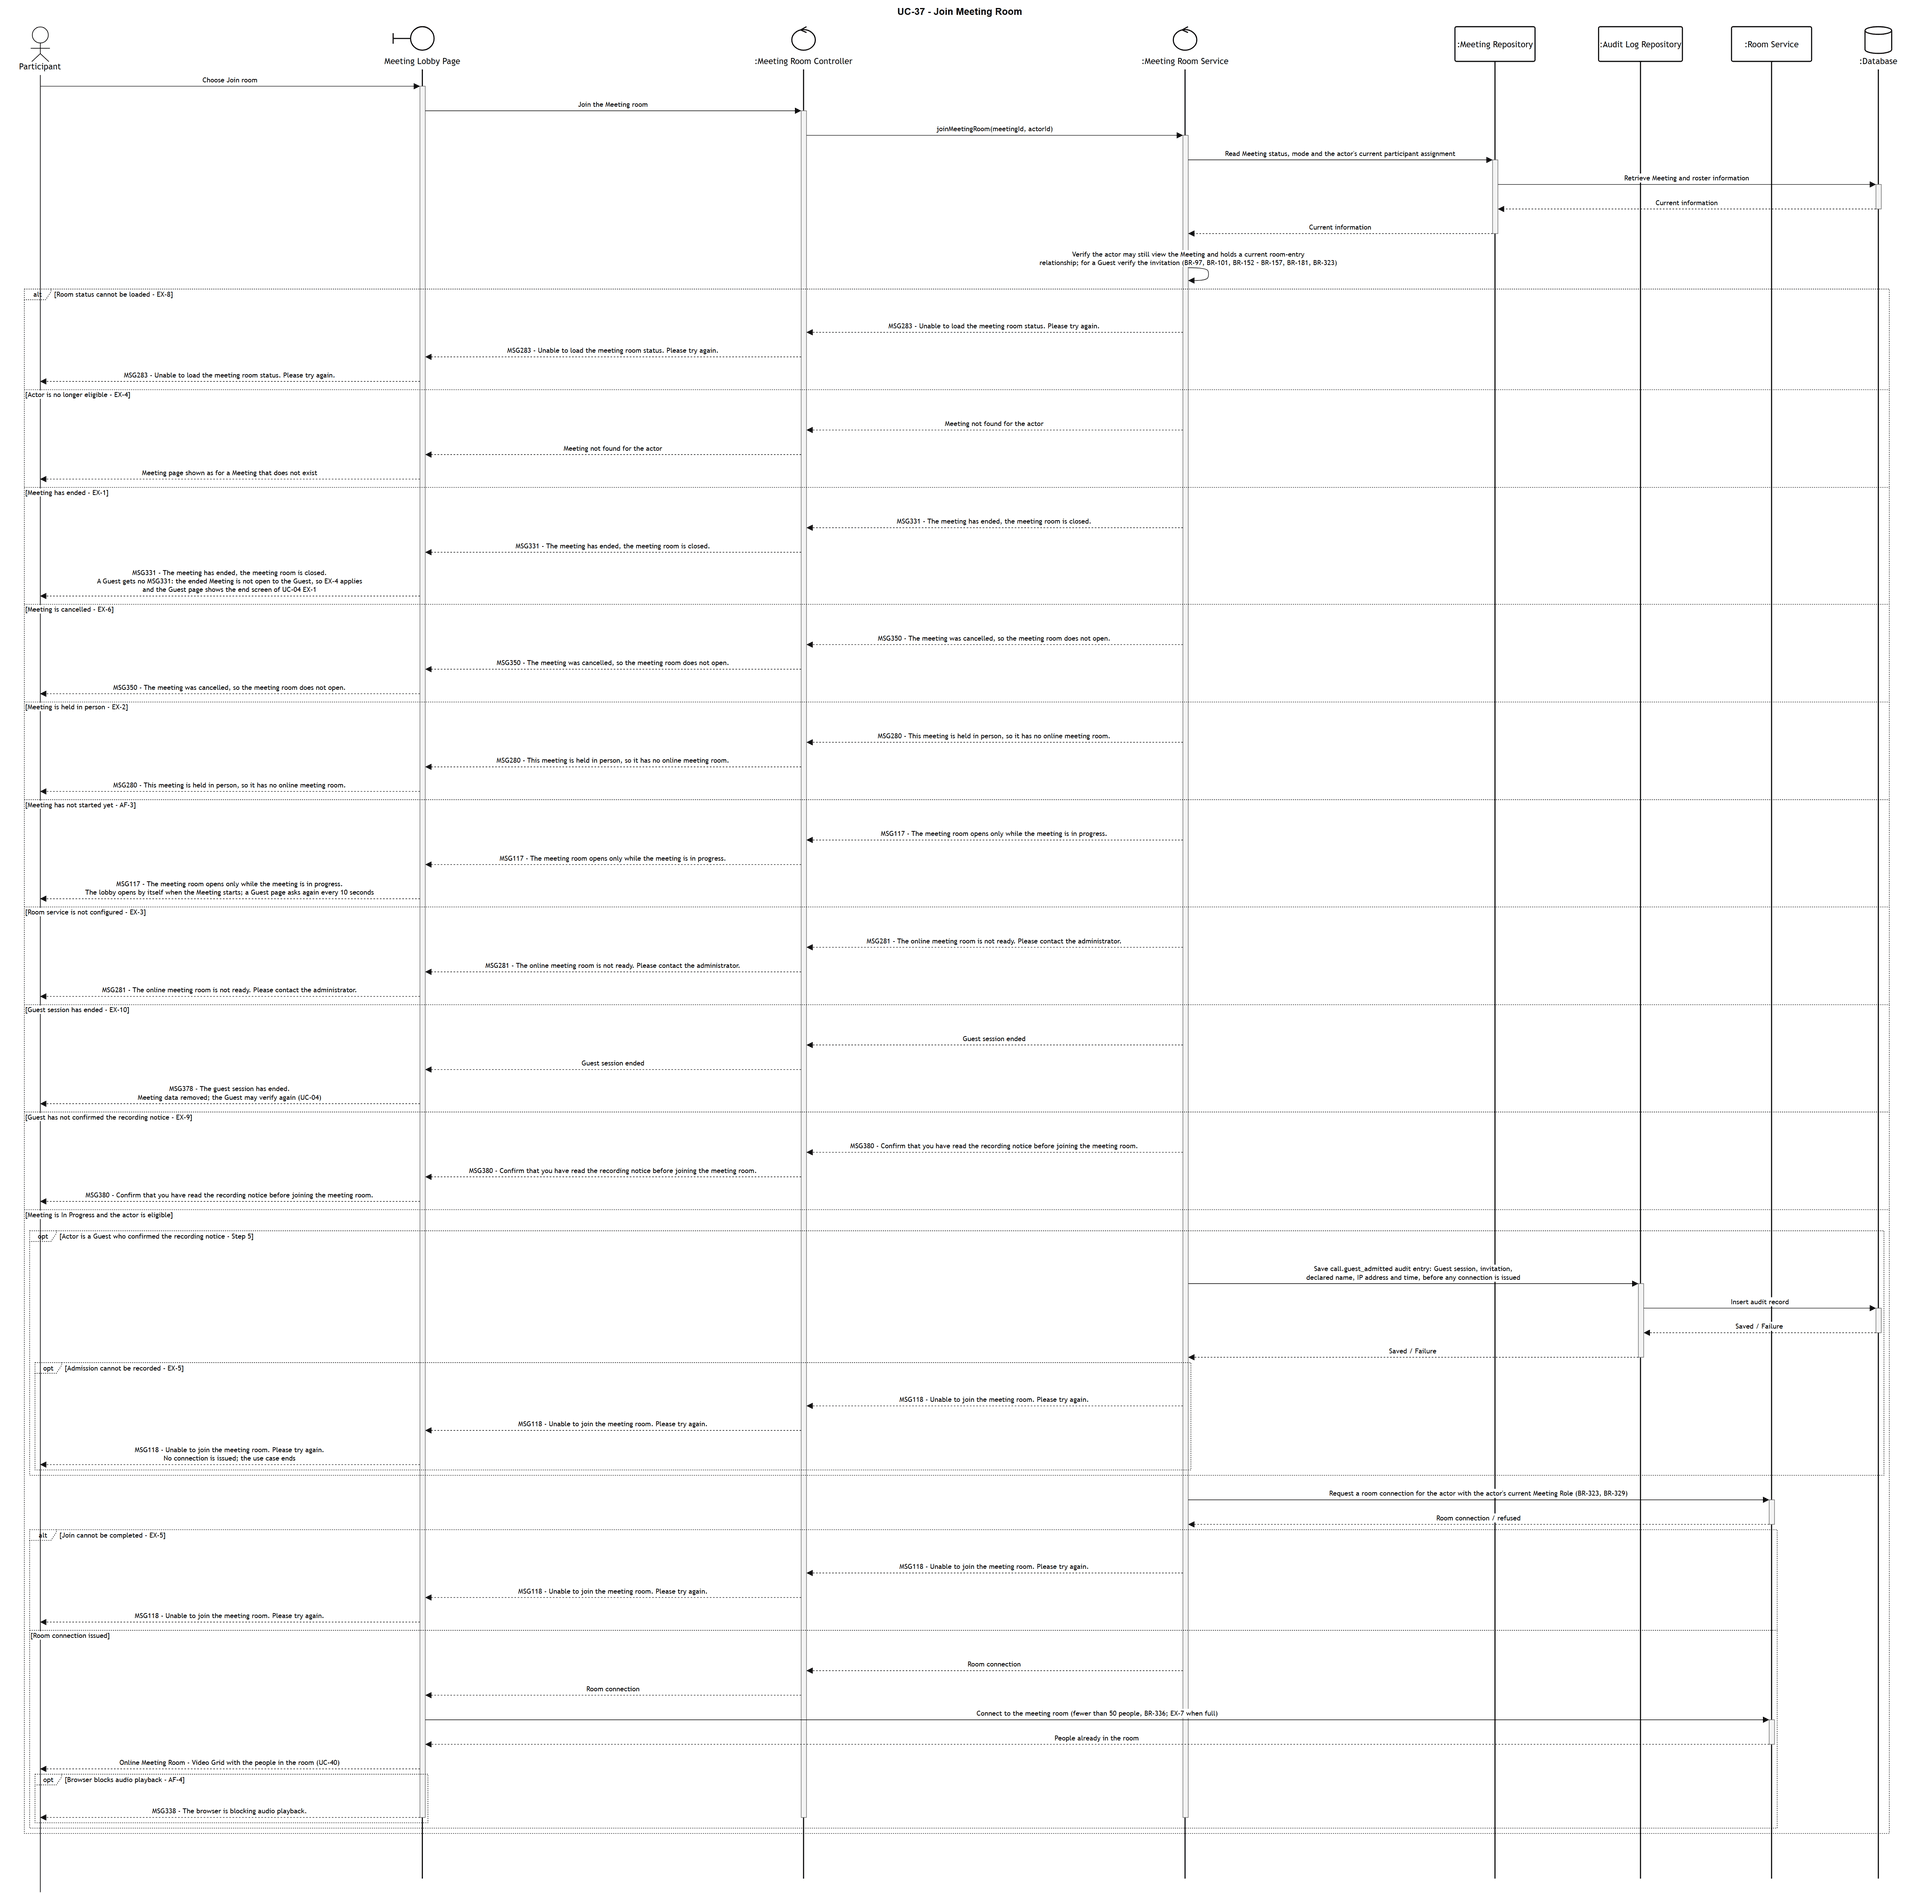 UC-37 - Join Meeting Room
Participant
Meeting Lobby Page
:Meeting Room Controller
:Meeting Room Service
:Meeting Repository
:Audit Log Repository
:Room Service
:Database
Choose Join room
Join the Meeting room
joinMeetingRoom(meetingId, actorId)
Read Meeting status, mode and the actor's current participant assignment
Retrieve Meeting and roster information
Current information
Current information
Verify the actor may still view the Meeting and holds a current room-entry
relationship; for a Guest verify the invitation (BR-97, BR-101, BR-152 - BR-157, BR-181, BR-323)
alt [Room status cannot be loaded - EX-8]
MSG283 - Unable to load the meeting room status. Please try again.
MSG283 - Unable to load the meeting room status. Please try again.
MSG283 - Unable to load the meeting room status. Please try again.
[Actor is no longer eligible - EX-4]
Meeting not found for the actor
Meeting not found for the actor
Meeting page shown as for a Meeting that does not exist
[Meeting has ended - EX-1]
MSG331 - The meeting has ended, the meeting room is closed.
MSG331 - The meeting has ended, the meeting room is closed.
MSG331 - The meeting has ended, the meeting room is closed.
A Guest gets no MSG331: the ended Meeting is not open to the Guest, so EX-4 applies
and the Guest page shows the end screen of UC-04 EX-1
[Meeting is cancelled - EX-6]
MSG350 - The meeting was cancelled, so the meeting room does not open.
MSG350 - The meeting was cancelled, so the meeting room does not open.
MSG350 - The meeting was cancelled, so the meeting room does not open.
[Meeting is held in person - EX-2]
MSG280 - This meeting is held in person, so it has no online meeting room.
MSG280 - This meeting is held in person, so it has no online meeting room.
MSG280 - This meeting is held in person, so it has no online meeting room.
[Meeting has not started yet - AF-3]
MSG117 - The meeting room opens only while the meeting is in progress.
MSG117 - The meeting room opens only while the meeting is in progress.
MSG117 - The meeting room opens only while the meeting is in progress.
The lobby opens by itself when the Meeting starts; a Guest page asks again every 10 seconds
[Room service is not configured - EX-3]
MSG281 - The online meeting room is not ready. Please contact the administrator.
MSG281 - The online meeting room is not ready. Please contact the administrator.
MSG281 - The online meeting room is not ready. Please contact the administrator.
[Guest session has ended - EX-10]
Guest session ended
Guest session ended
MSG378 - The guest session has ended.
Meeting data removed; the Guest may verify again (UC-04)
[Guest has not confirmed the recording notice - EX-9]
MSG380 - Confirm that you have read the recording notice before joining the meeting room.
MSG380 - Confirm that you have read the recording notice before joining the meeting room.
MSG380 - Confirm that you have read the recording notice before joining the meeting room.
[Meeting is In Progress and the actor is eligible]
opt [Actor is a Guest who confirmed the recording notice - Step 5]
Save call.guest_admitted audit entry: Guest session, invitation,
declared name, IP address and time, before any connection is issued
Insert audit record
Saved / Failure
Saved / Failure
opt [Admission cannot be recorded - EX-5]
MSG118 - Unable to join the meeting room. Please try again.
MSG118 - Unable to join the meeting room. Please try again.
MSG118 - Unable to join the meeting room. Please try again.
No connection is issued; the use case ends
Request a room connection for the actor with the actor's current Meeting Role (BR-323, BR-329)
Room connection / refused
alt [Join cannot be completed - EX-5]
MSG118 - Unable to join the meeting room. Please try again.
MSG118 - Unable to join the meeting room. Please try again.
MSG118 - Unable to join the meeting room. Please try again.
[Room connection issued]
Room connection
Room connection
Connect to the meeting room (fewer than 50 people, BR-336; EX-7 when full)
People already in the room
Online Meeting Room - Video Grid with the people in the room (UC-40)
opt [Browser blocks audio playback - AF-4]
MSG338 - The browser is blocking audio playback.